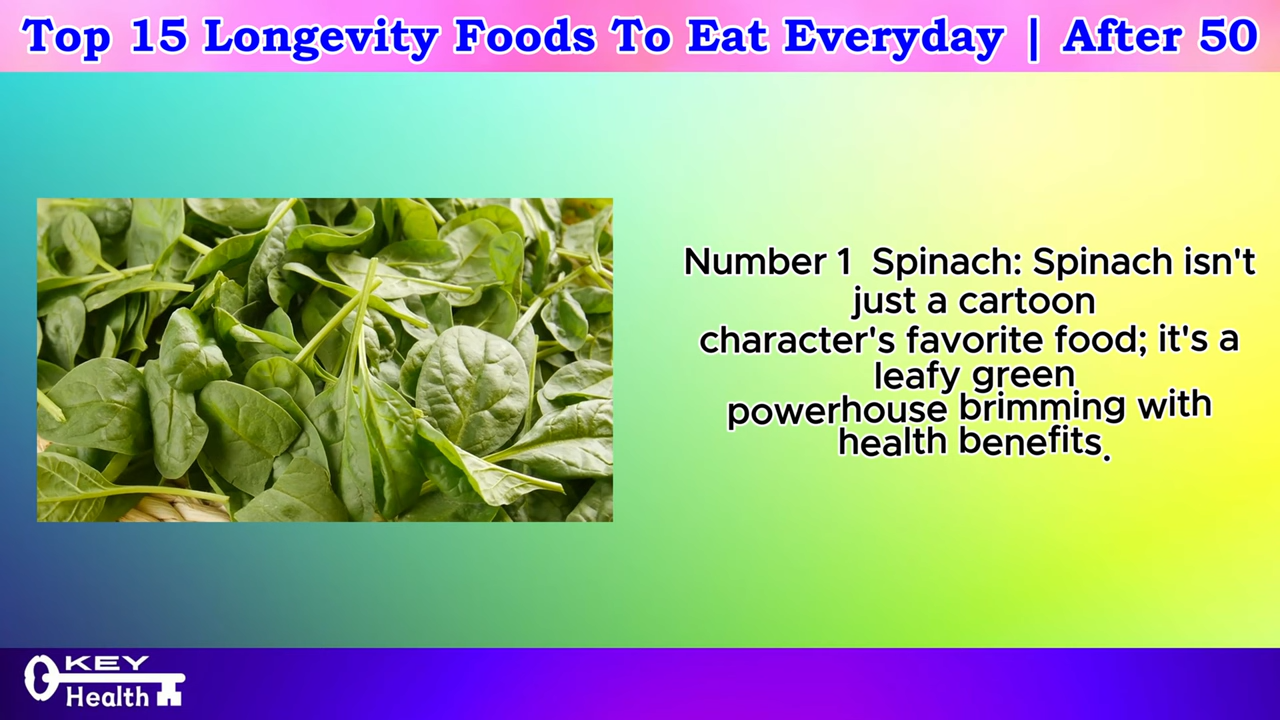 Top 15 Longevity Foods To Eat Everyday | After 50
Number 1 Spinach: Spinach isn't
just a cartoon
character's favorite food; it's a
leafy green
powerhouse brimming with
health benefits.
KEY
Health